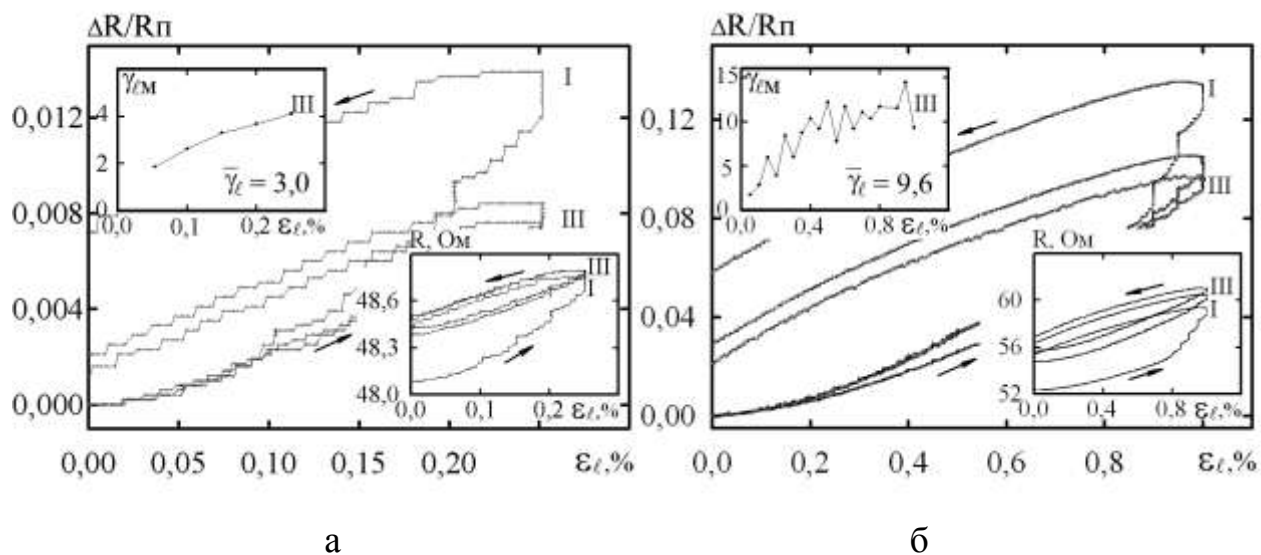 ΔR/Rп
0,012
0,008
0,004
0,000
0,00 0,05 0,10 0,15 0,20 εℓ,%
γℓм
4
2
0
0,0 0,1 0,2 εℓ,%
III
γ̅ℓ = 3,0
I
III
R, Ом
48,6
48,3
48,0
0,0 0,1 0,2 εℓ,%
III
I
а
ΔR/Rп
0,12
0,08
0,04
0,00
0,0 0,2 0,4 0,6 0,8 εℓ,%
γℓм
15
10
5
0
0,0 0,4 0,8 εℓ,%
III
γ̅ℓ = 9,6
I
III
R, Ом
60
56
52
0,0 0,4 0,8 εℓ,%
III
I
б